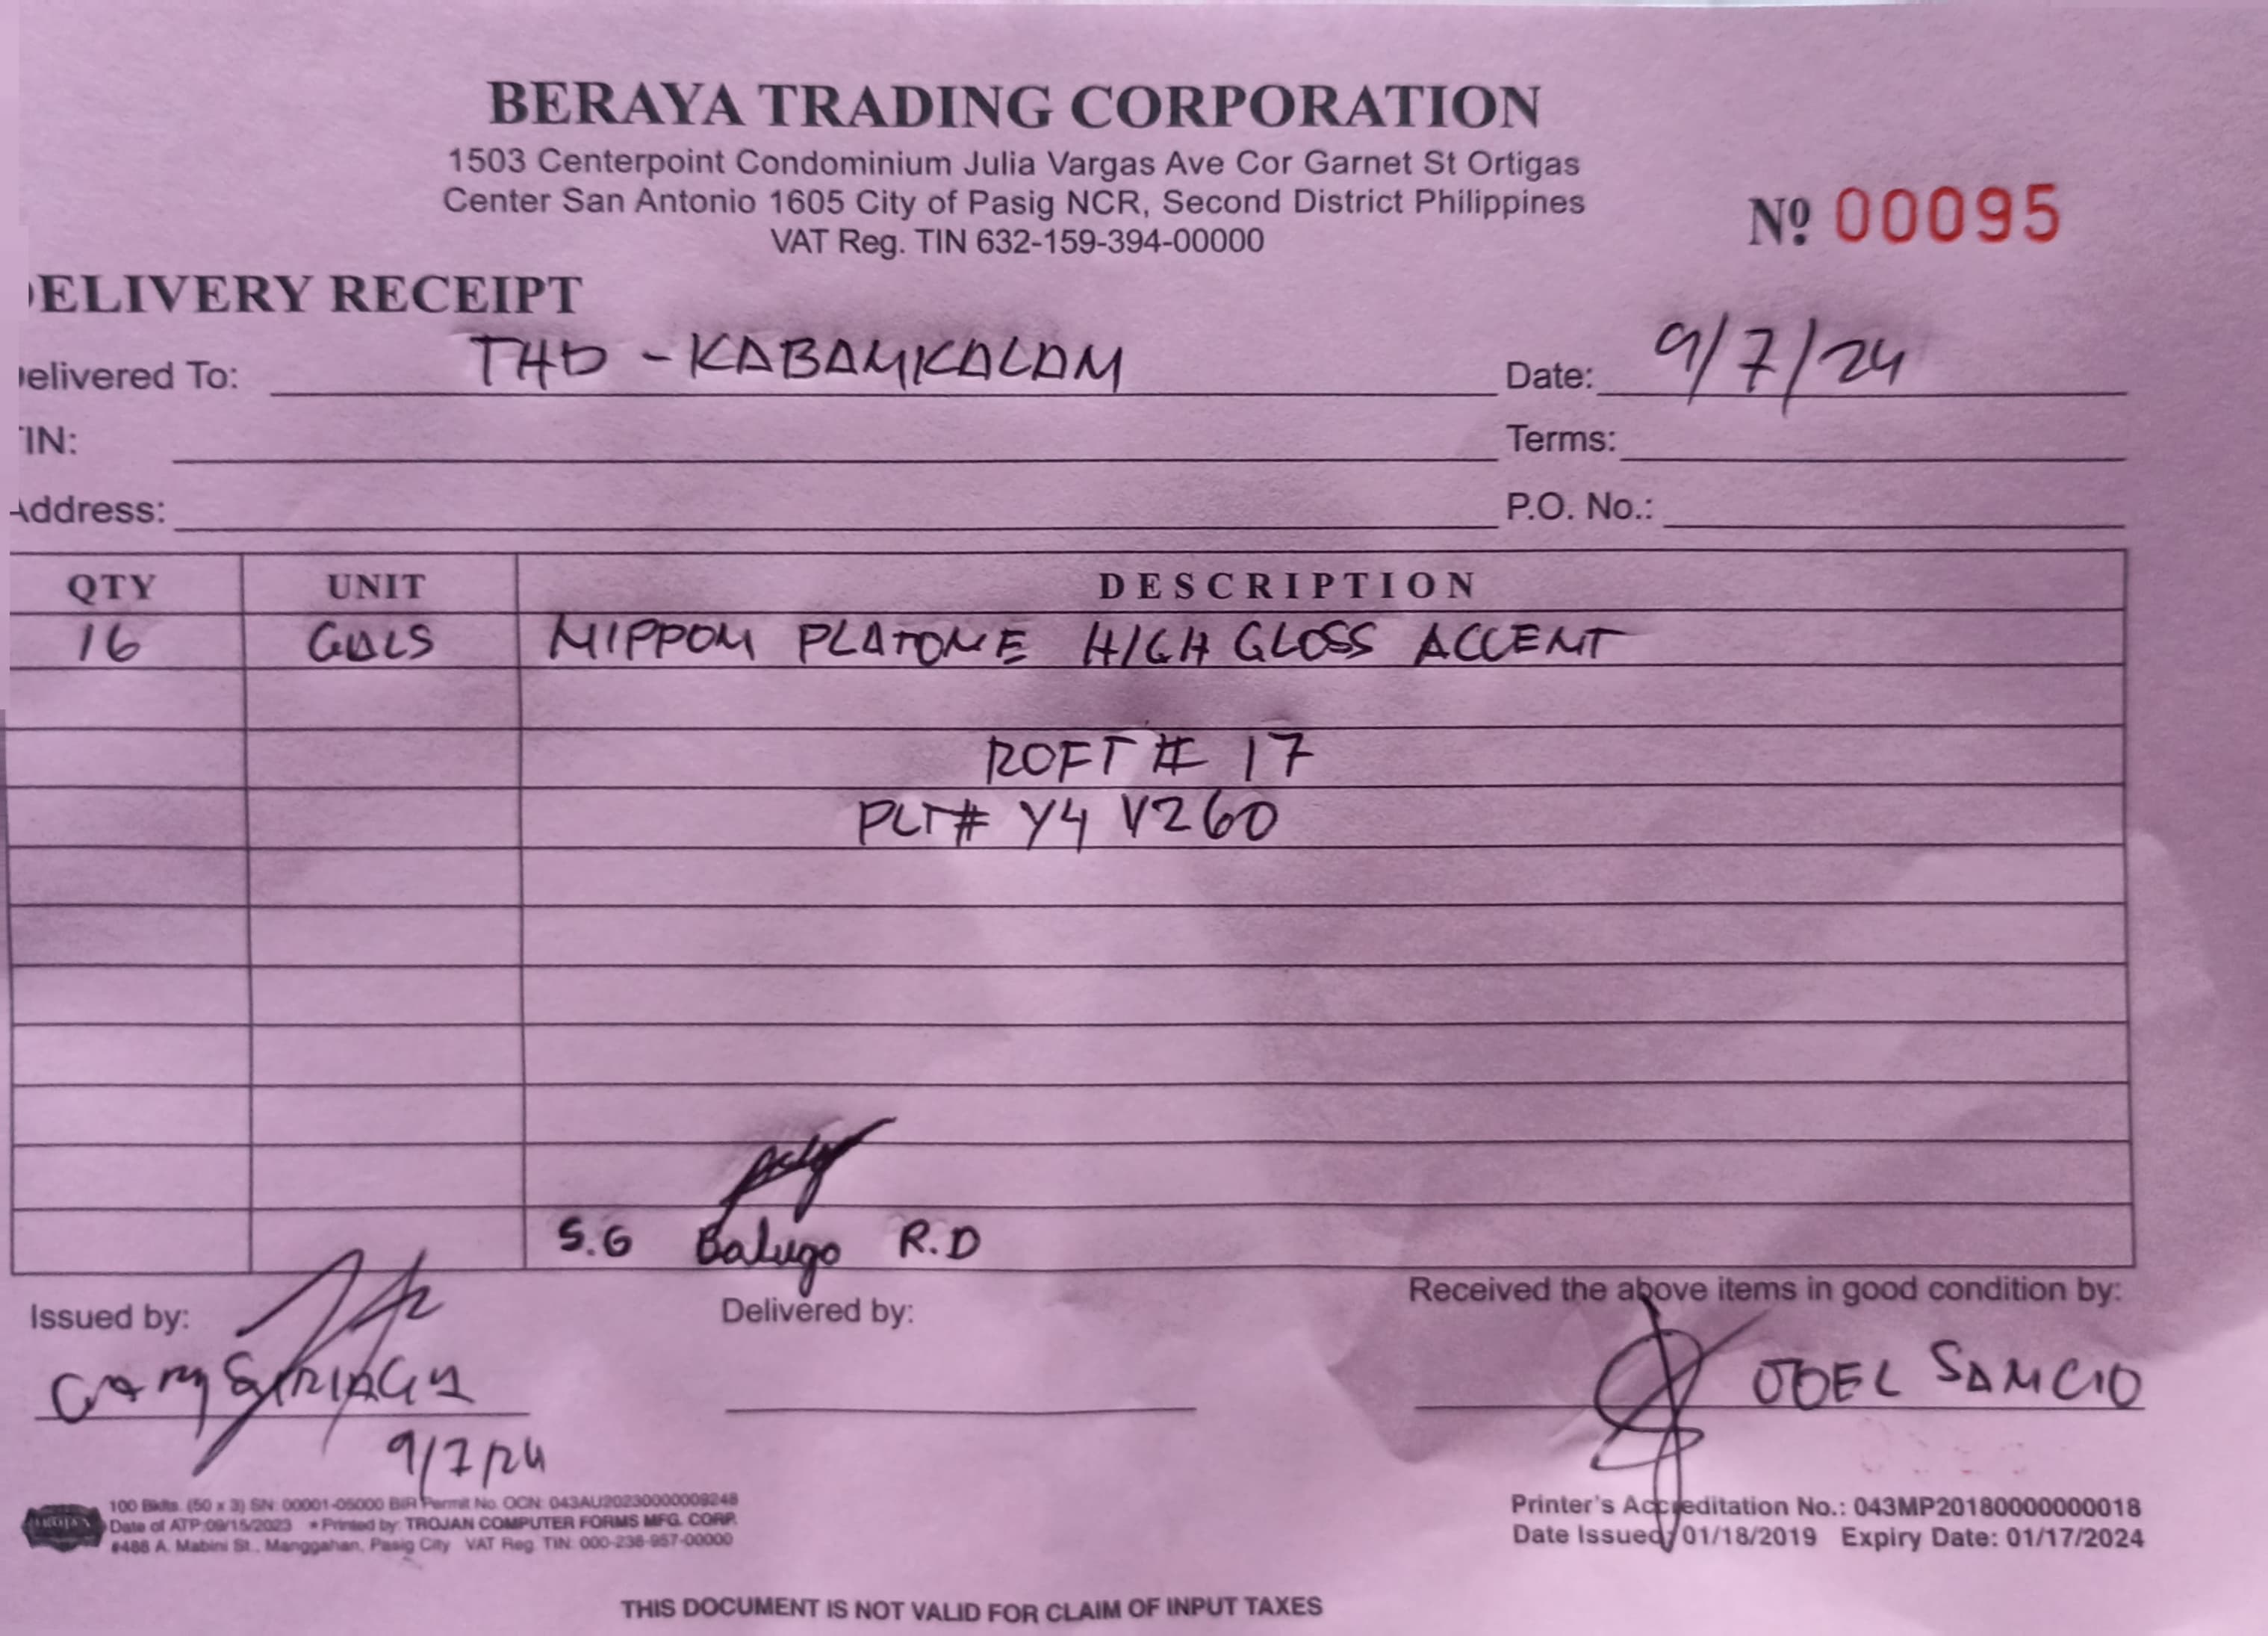 BERAYA TRADING CORPORATION
1503 Centerpoint Condominium Julia Vargas Ave Cor Garnet St Ortigas
Center San Antonio 1605 City of Pasig NCR, Second District Philippines
VAT Reg. TIN 632-159-394-00000
Nº 00095
DELIVERY RECEIPT
Delivered To: THD - KABANKALAN Date: 9/7/24
TIN: Terms:
Address: P.O. No.:
QTY UNIT DESCRIPTION
16 GALS NIPPON PLATONE HIGH GLOSS ACCENT
ROFT # 17
PLT# Y4 V260
S.G Balugo R.D
Issued by: Delivered by: Received the above items in good condition by:
JOEL SANCIO
9/7/24
100 Bklts. (50 x 3) SN: 00001-05000 BIR Permit No. OCN: 043AU20230000009248
Date of ATP:09/15/2023 * Printed by: TROJAN COMPUTER FORMS MFG. CORP.
#488 A. Mabini St., Manggahan, Pasig City VAT Reg. TIN: 000-238-957-00000
TROJAN
Printer's Accreditation No.: 043MP20180000000018
Date Issued: 01/18/2019 Expiry Date: 01/17/2024
THIS DOCUMENT IS NOT VALID FOR CLAIM OF INPUT TAXES